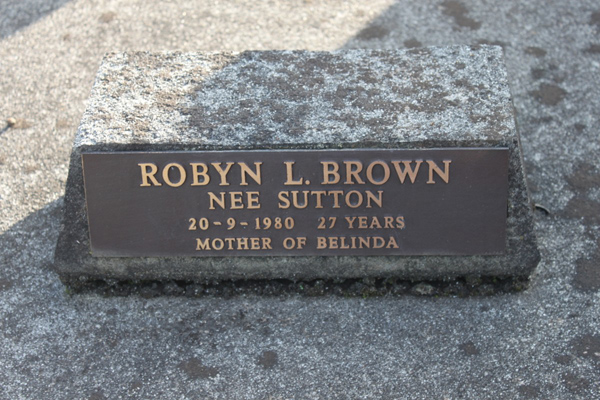 ROBYN L. BROWN
NEE SUTTON
20-9-1980 27 YEARS
MOTHER OF BELINDA